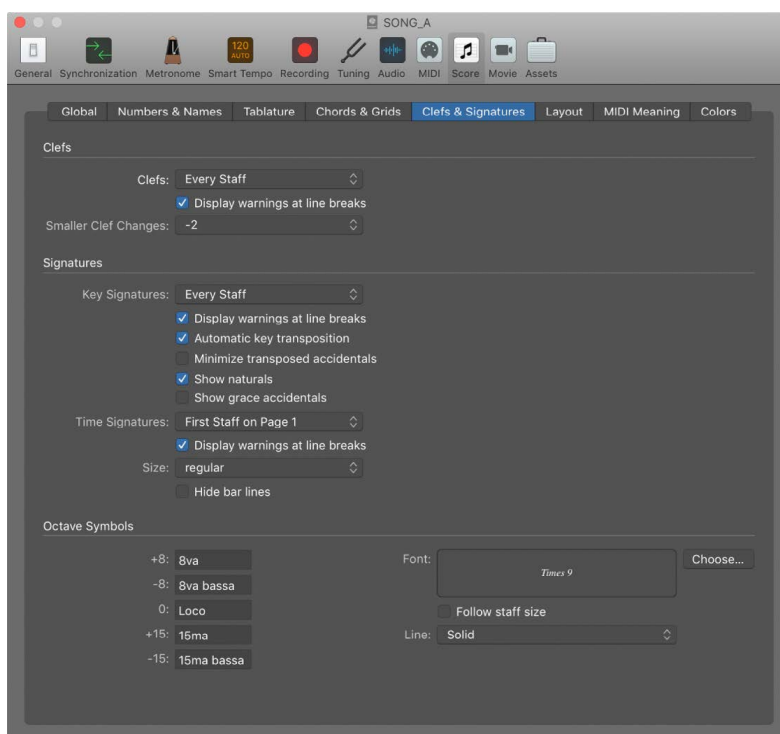 SONG_A
120
AUTO
General Synchronization Metronome Smart Tempo Recording Tuning Audio MIDI Score Movie Assets
Global Numbers & Names Tablature Chords & Grids Clefs & Signatures Layout MIDI Meaning Colors
Clefs
Clefs: Every Staff
Display warnings at line breaks
Smaller Clef Changes: -2
Signatures
Key Signatures: Every Staff
Display warnings at line breaks
Automatic key transposition
Minimize transposed accidentals
Show naturals
Show grace accidentals
Time Signatures: First Staff on Page 1
Display warnings at line breaks
Size: regular
Hide bar lines
Octave Symbols
+8: 8va
-8: 8va bassa
0: Loco
+15: 15ma
-15: 15ma bassa
Font: Times 9 Choose...
Follow staff size
Line: Solid